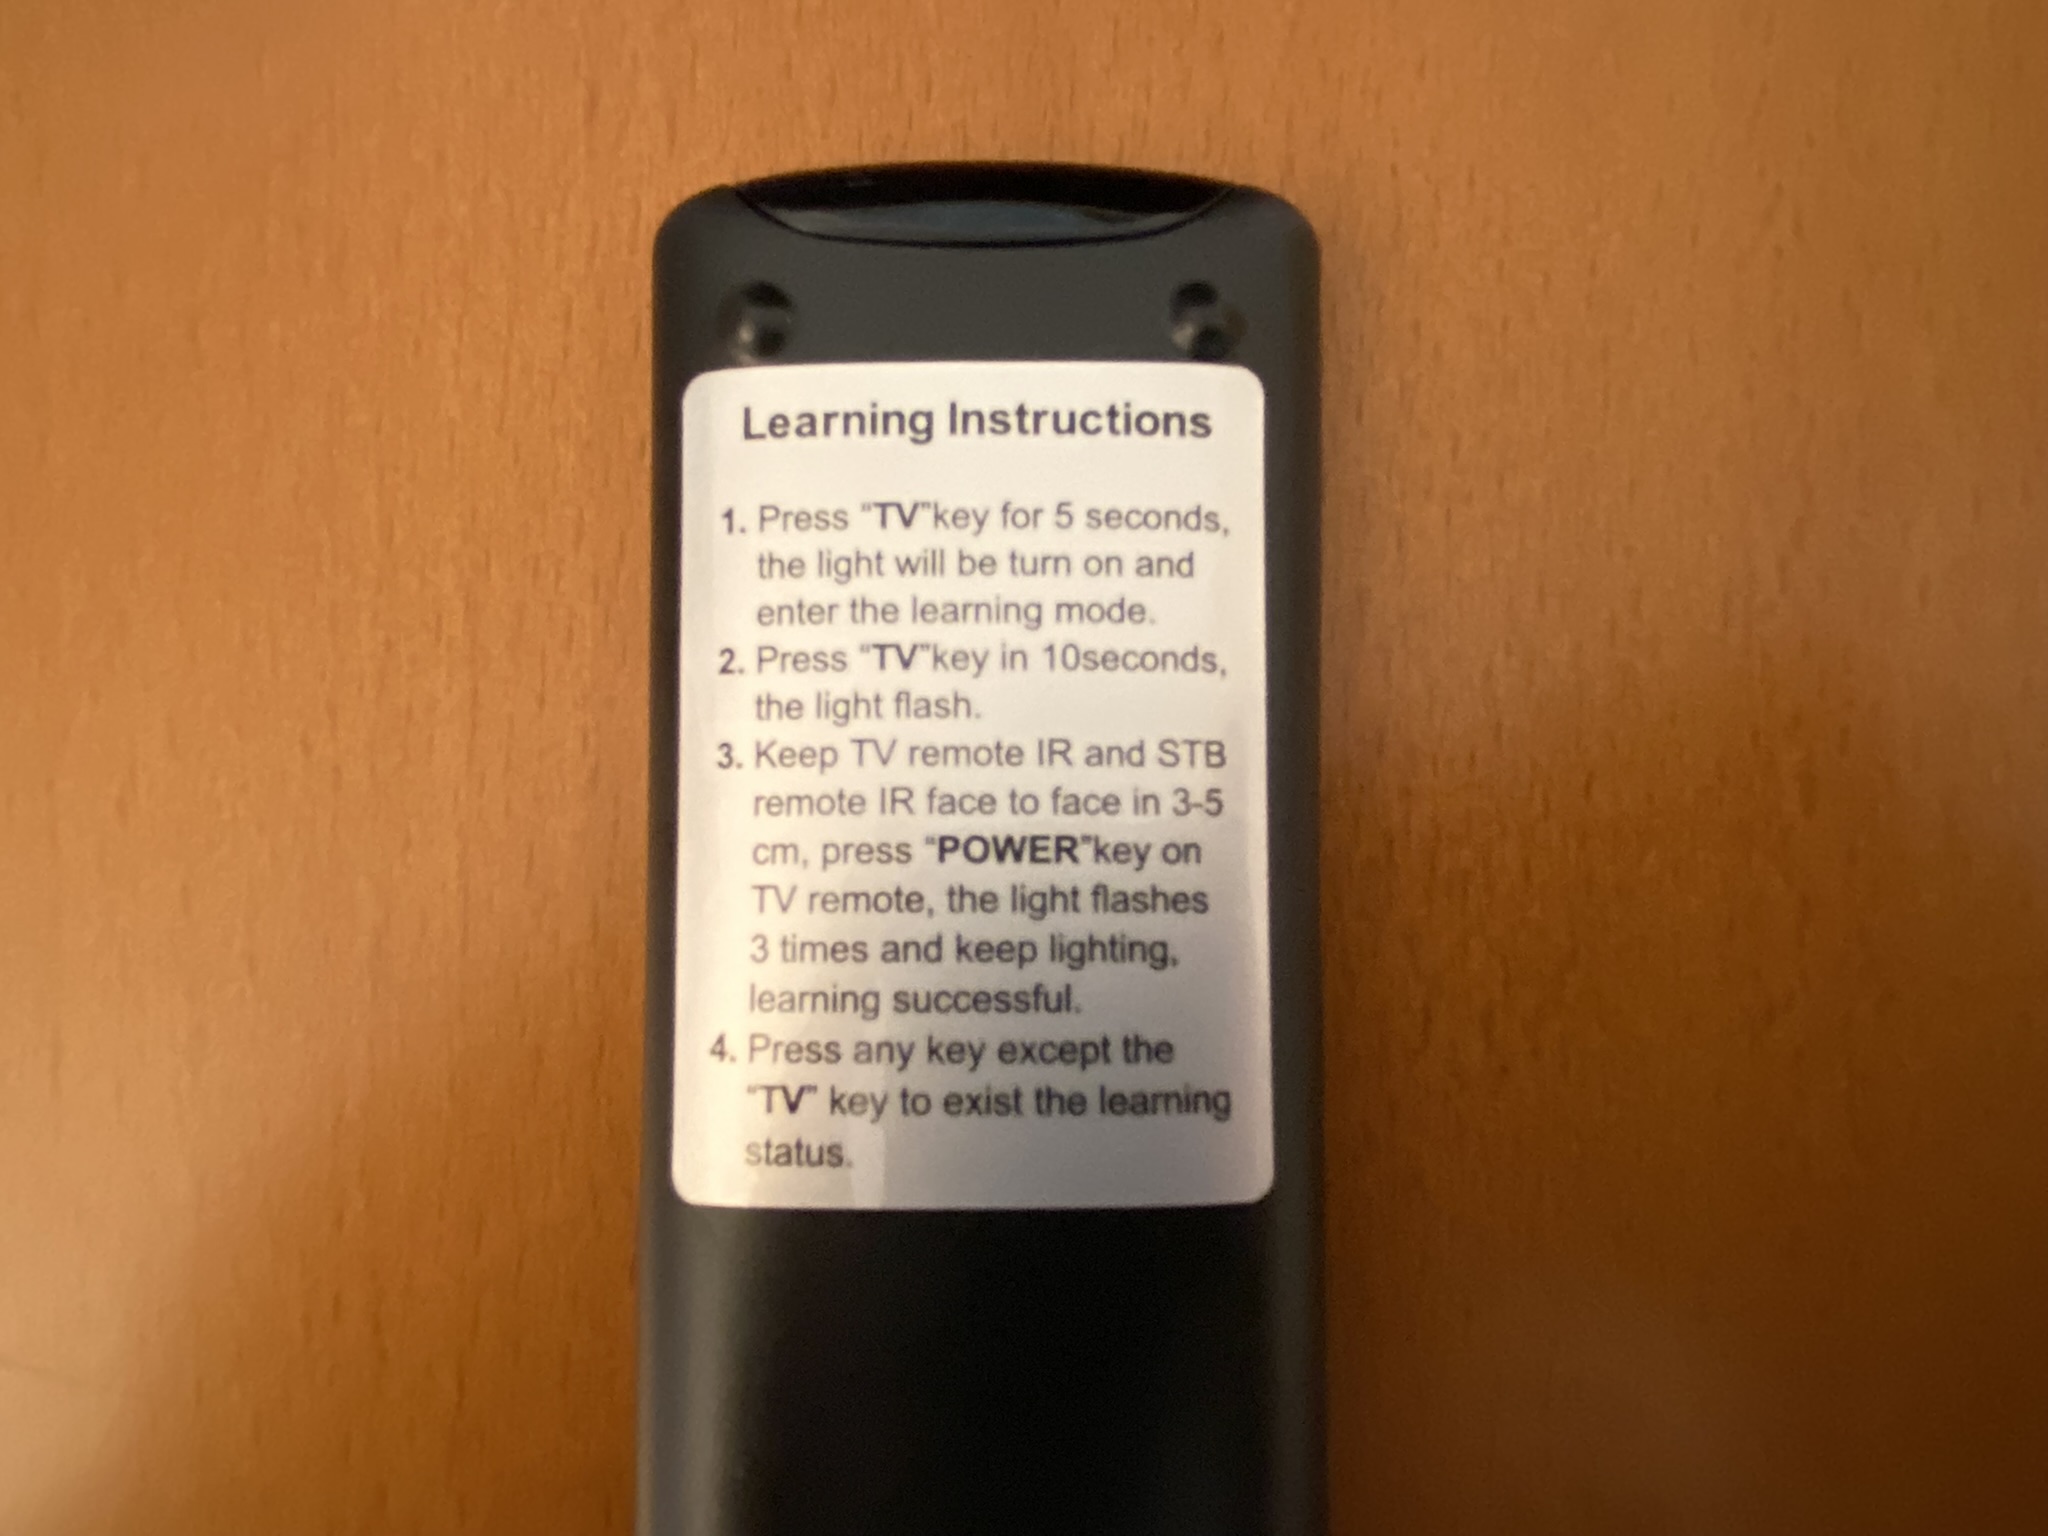 Learning Instructions
1. Press "TV"key for 5 seconds,
the light will be turn on and
enter the learning mode.
2. Press "TV"key in 10seconds,
the light flash.
3. Keep TV remote IR and STB
remote IR face to face in 3-5
cm, press "POWER"key on
TV remote, the light flashes
3 times and keep lighting,
learning successful.
4. Press any key except the
"TV" key to exist the learning
status.